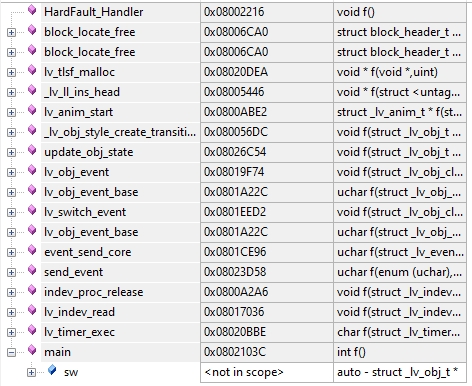 HardFault_Handler 0x08002216 void f()
block_locate_free 0x08006CA0 struct block_header_t ...
block_locate_free 0x08006CA0 struct block_header_t ...
lv_tlsf_malloc 0x08020DEA void * f(void *,uint)
_lv_ll_ins_head 0x08005446 void * f(struct <untag...
lv_anim_start 0x0800ABE2 struct _lv_anim_t * f(st...
_lv_obj_style_create_transiti... 0x080056DC void f(struct _lv_obj_t ...
update_obj_state 0x08026C54 void f(struct _lv_obj_t ...
lv_obj_event 0x08019F74 void f(struct _lv_obj_cl...
lv_obj_event_base 0x0801A22C uchar f(struct _lv_obj_...
lv_switch_event 0x0801EED2 void f(struct _lv_obj_cl...
lv_obj_event_base 0x0801A22C uchar f(struct _lv_obj_...
event_send_core 0x0801CE96 uchar f(struct _lv_even...
send_event 0x08023D58 uchar f(enum (uchar),...
indev_proc_release 0x0800A2A6 void f(struct _lv_indev...
lv_indev_read 0x08017036 void f(struct _lv_indev...
lv_timer_exec 0x08020BBE char f(struct _lv_timer...
main 0x0802103C int f()
sw <not in scope> auto - struct _lv_obj_t *